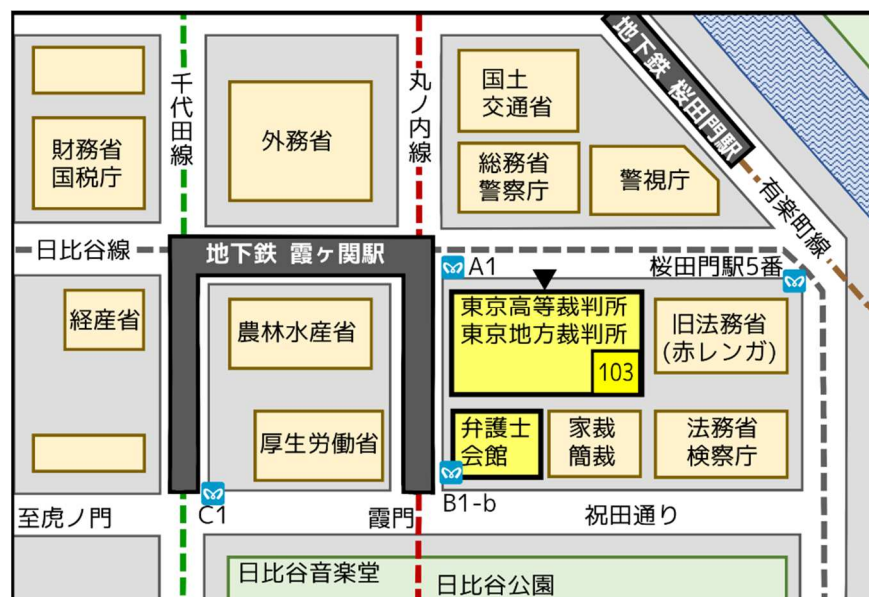 地下鉄 桜田門駅
千代田線
丸ノ内線
国土
交通省
外務省
財務省
国税庁
総務省
警察庁
警視庁
有楽町線
日比谷線
地下鉄 霞ヶ関駅
A1
桜田門駅5番
経産省
農林水産省
東京高等裁判所
東京地方裁判所
103
旧法務省
(赤レンガ)
厚生労働省
弁護士
会館
家裁
簡裁
法務省
検察庁
至虎ノ門
C1
霞門
B1-b
祝田通り
日比谷音楽堂
日比谷公園